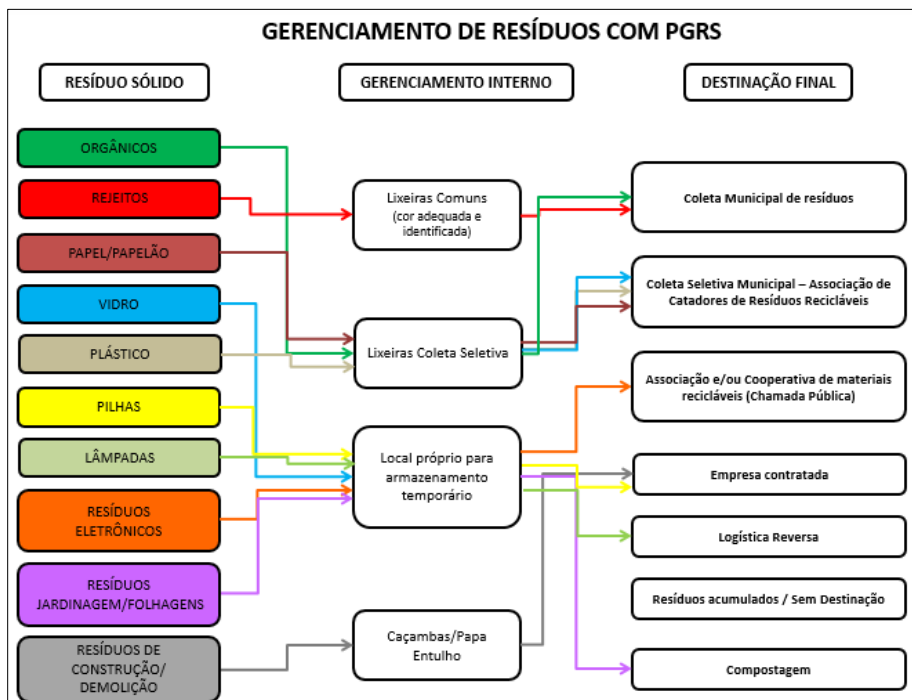 GERENCIAMENTO DE RESÍDUOS COM PGRS
RESÍDUO SÓLIDO
GERENCIAMENTO INTERNO
DESTINAÇÃO FINAL
ORGÂNICOS
REJEITOS
PAPEL/PAPELÃO
VIDRO
PLÁSTICO
PILHAS
LÂMPADAS
RESÍDUOS
ELETRÔNICOS
RESÍDUOS
JARDINAGEM/FOLHAGENS
RESÍDUOS DE
CONSTRUÇÃO/
DEMOLIÇÃO
Lixeiras Comuns
(cor adequada e
identificada)
Lixeiras Coleta Seletiva
Local próprio para
armazenamento
temporário
Caçambas/Papa
Entulho
Coleta Municipal de resíduos
Coleta Seletiva Municipal – Associação de
Catadores de Resíduos Recicláveis
Associação e/ou Cooperativa de materiais
recicláveis (Chamada Pública)
Empresa contratada
Logística Reversa
Resíduos acumulados / Sem Destinação
Compostagem